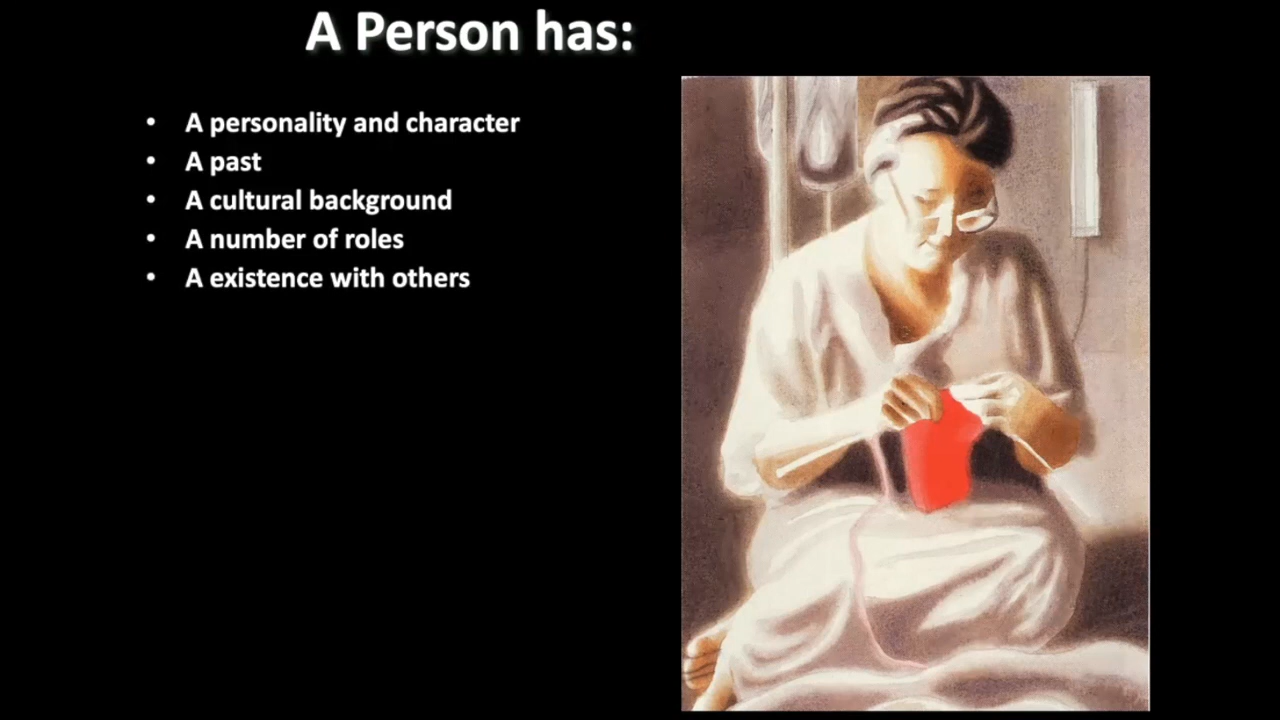 A Person has:
• A personality and character
• A past
• A cultural background
• A number of roles
• A existence with others